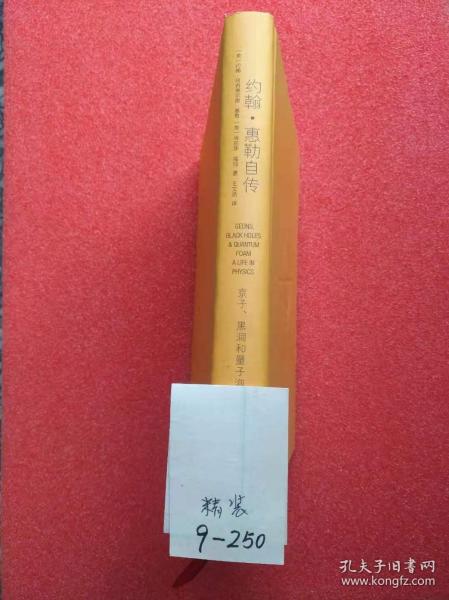 约翰·惠勒自传
GEONS,
BLACK HOLES
& QUANTUM
FOAM
A LIFE IN
PHYSICS
京子、黑洞和量子泡
精装
9-250
孔夫子旧书网
www.kongfz.com